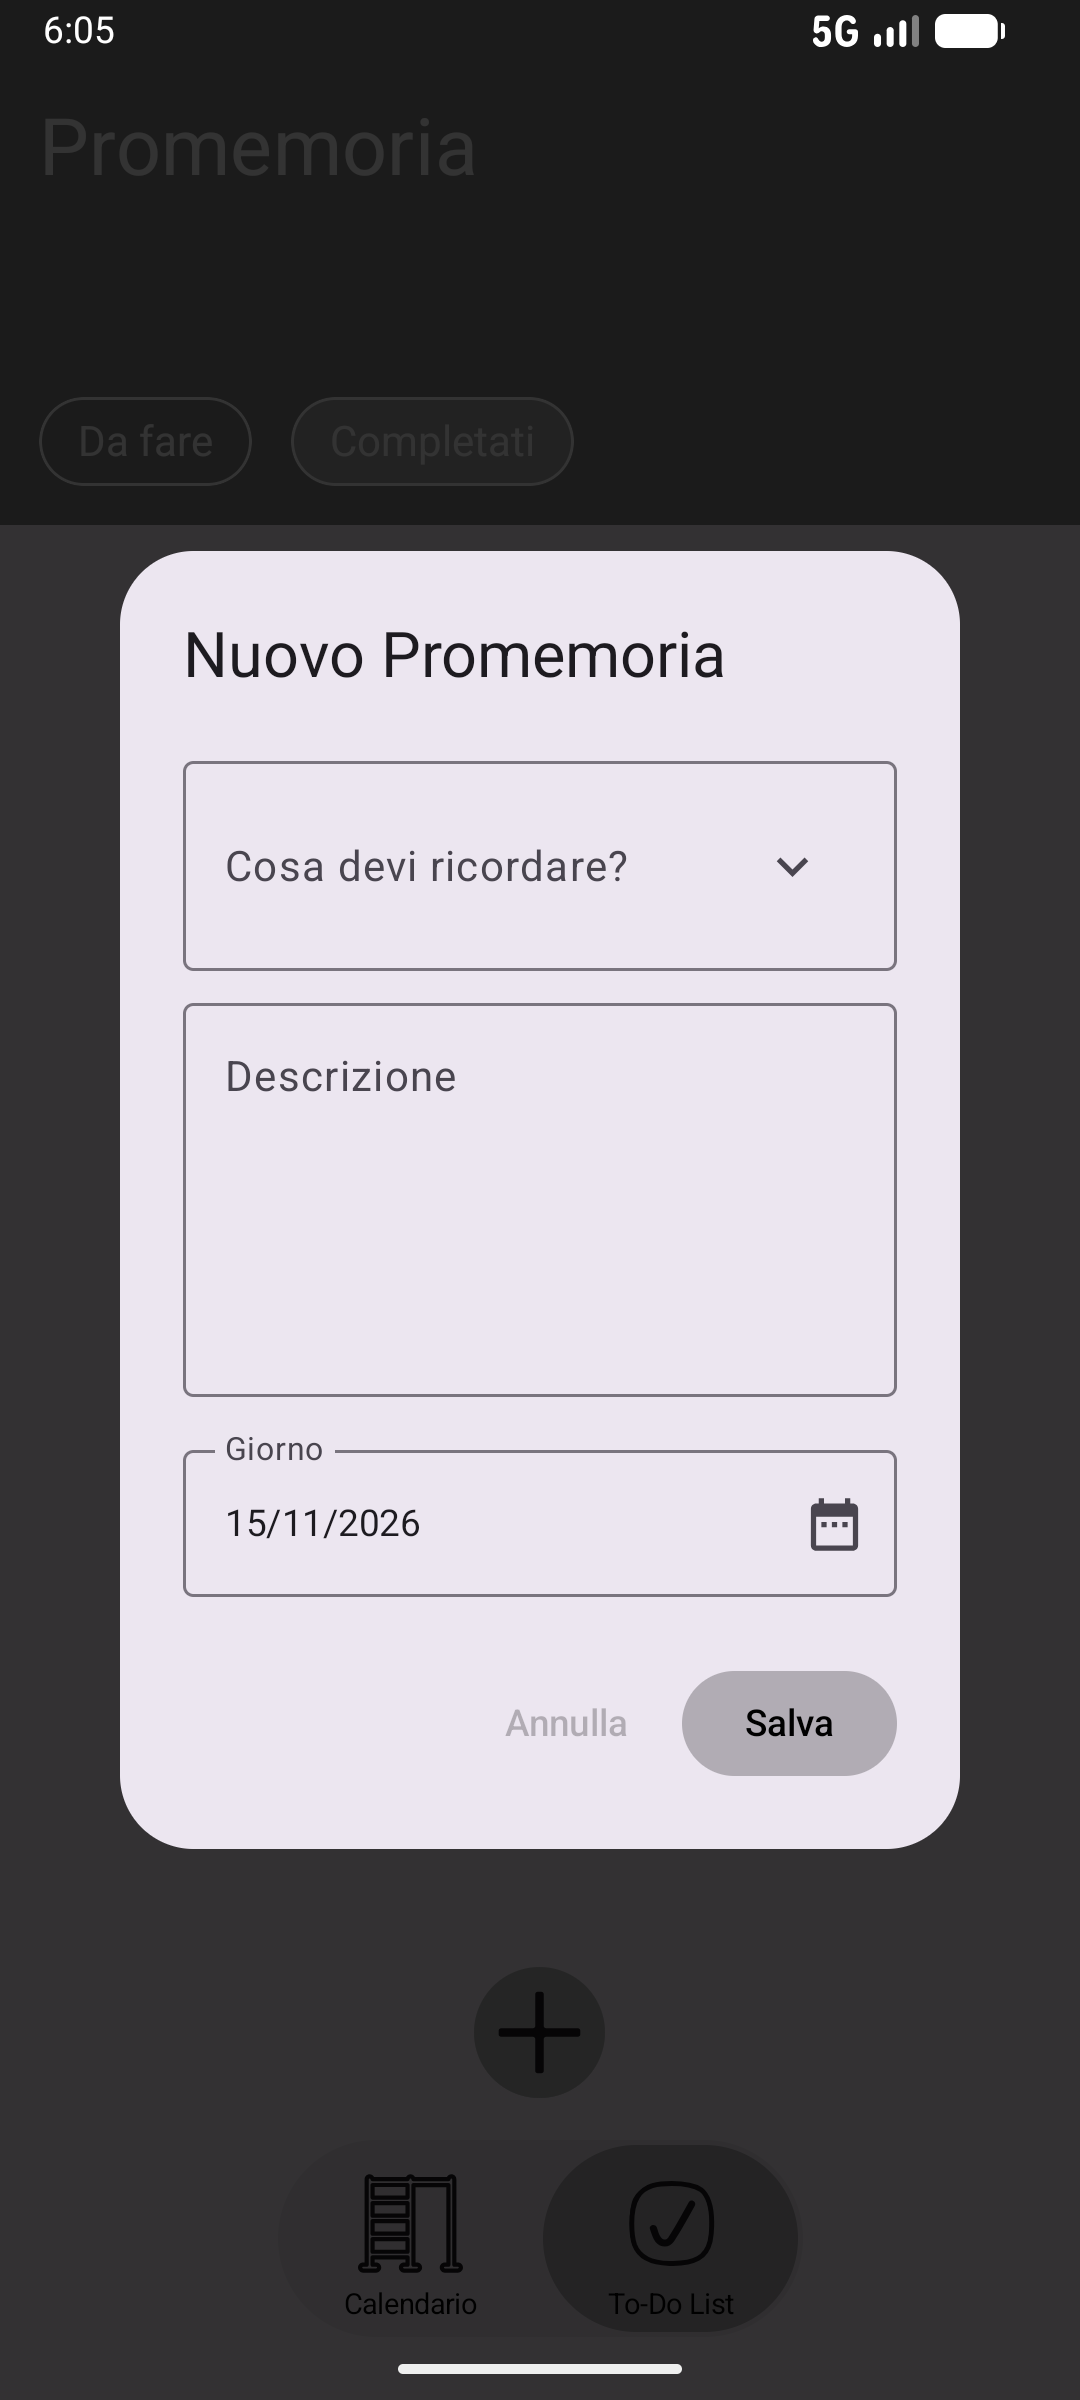 6:05
5G
Promemoria
Da fare
Completati
Nuovo Promemoria
Cosa devi ricordare?
Descrizione
Giorno
15/11/2026
Annulla
Salva
Calendario
To-Do List